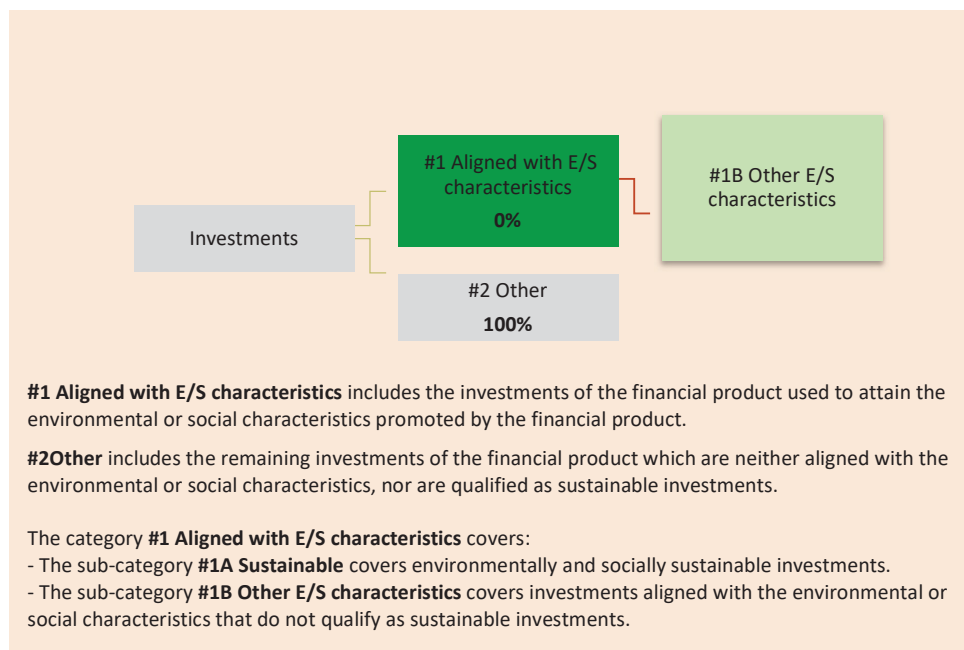 #1 Aligned with E/S
characteristics
0%
#1B Other E/S
characteristics
Investments
#2 Other
100%
#1 Aligned with E/S characteristics includes the investments of the financial product used to attain the
environmental or social characteristics promoted by the financial product.
#2Other includes the remaining investments of the financial product which are neither aligned with the
environmental or social characteristics, nor are qualified as sustainable investments.
The category #1 Aligned with E/S characteristics covers:
- The sub-category #1A Sustainable covers environmentally and socially sustainable investments.
- The sub-category #1B Other E/S characteristics covers investments aligned with the environmental or
social characteristics that do not qualify as sustainable investments.